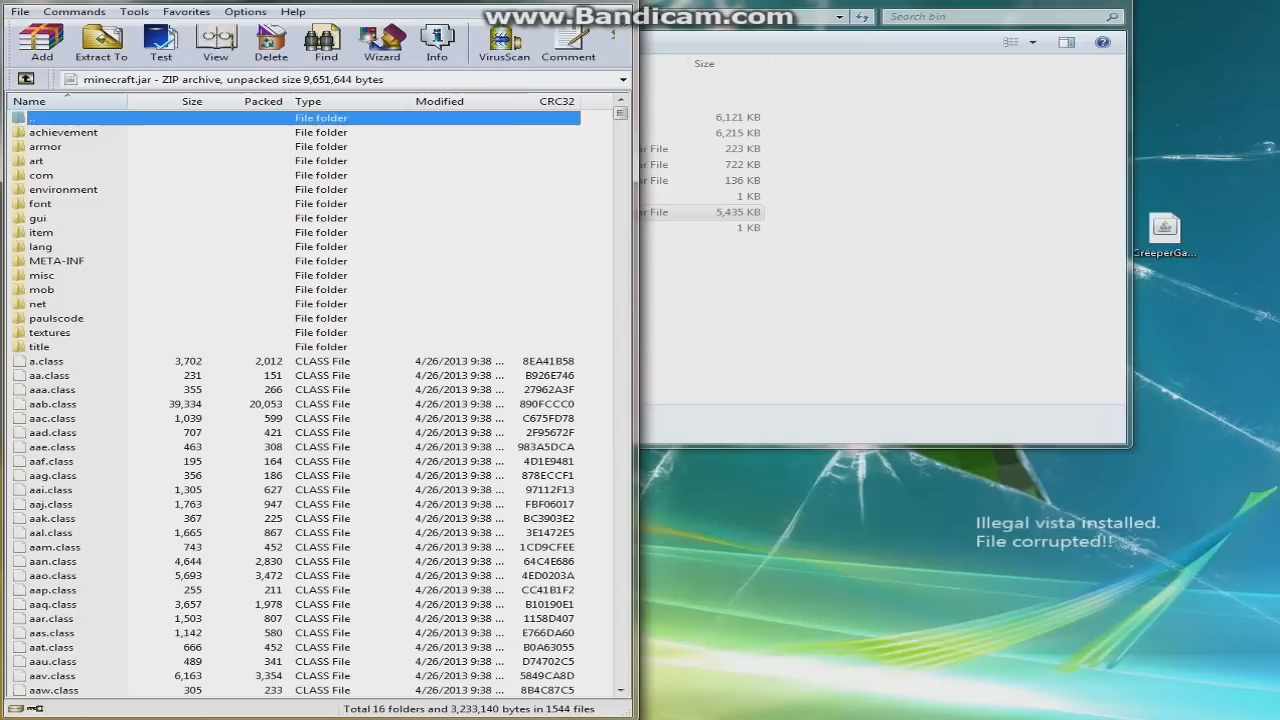 File Commands Tools Favorites Options Help
www.Bandicam.com
Search bin
Add Extract To Test View Delete Find Wizard Info VirusScan Comment
minecraft.jar - ZIP archive, unpacked size 9,651,644 bytes
Name Size Packed Type Modified CRC32
.. File folder
achievement File folder
armor File folder
art File folder
com File folder
environment File folder
font File folder
gui File folder
item File folder
lang File folder
META-INF File folder
misc File folder
mob File folder
net File folder
paulscode File folder
textures File folder
title File folder
a.class 3,702 2,012 CLASS File 4/26/2013 9:38 ... 8EA41B58
aa.class 231 151 CLASS File 4/26/2013 9:38 ... B926E746
aaa.class 355 266 CLASS File 4/26/2013 9:38 ... 27962A3F
aab.class 39,334 20,053 CLASS File 4/26/2013 9:38 ... 890FCCC0
aac.class 1,039 599 CLASS File 4/26/2013 9:38 ... C675FD78
aad.class 707 421 CLASS File 4/26/2013 9:38 ... 2F95672F
aae.class 463 308 CLASS File 4/26/2013 9:38 ... 983A5DCA
aaf.class 195 164 CLASS File 4/26/2013 9:38 ... 4D1E9481
aag.class 356 186 CLASS File 4/26/2013 9:38 ... 878ECCF1
aai.class 1,305 627 CLASS File 4/26/2013 9:38 ... 97112F13
aaj.class 1,763 947 CLASS File 4/26/2013 9:38 ... FBF06017
aak.class 367 225 CLASS File 4/26/2013 9:38 ... BC3903E2
aal.class 1,665 867 CLASS File 4/26/2013 9:38 ... 3E1472E5
aam.class 743 452 CLASS File 4/26/2013 9:38 ... 1CD9CFEE
aan.class 4,644 2,830 CLASS File 4/26/2013 9:38 ... 64C4E686
aao.class 5,693 3,472 CLASS File 4/26/2013 9:38 ... 4ED0203A
aap.class 255 211 CLASS File 4/26/2013 9:38 ... CC41B1F2
aaq.class 3,657 1,978 CLASS File 4/26/2013 9:38 ... B10190E1
aar.class 1,503 807 CLASS File 4/26/2013 9:38 ... 1158D407
aas.class 1,142 580 CLASS File 4/26/2013 9:38 ... E766DA60
aat.class 666 452 CLASS File 4/26/2013 9:38 ... B0A63055
aau.class 489 341 CLASS File 4/26/2013 9:38 ... D74702C5
aav.class 6,163 3,354 CLASS File 4/26/2013 9:38 ... 5849CA8D
aaw.class 305 233 CLASS File 4/26/2013 9:38 ... 8B4C87C5
Total 16 folders and 3,233,140 bytes in 1544 files
Size
6,121 KB
6,215 KB
ar File 223 KB
ar File 722 KB
ar File 136 KB
1 KB
ar File 5,435 KB
1 KB
CreeperGa...
Illegal vista installed.
File corrupted!!